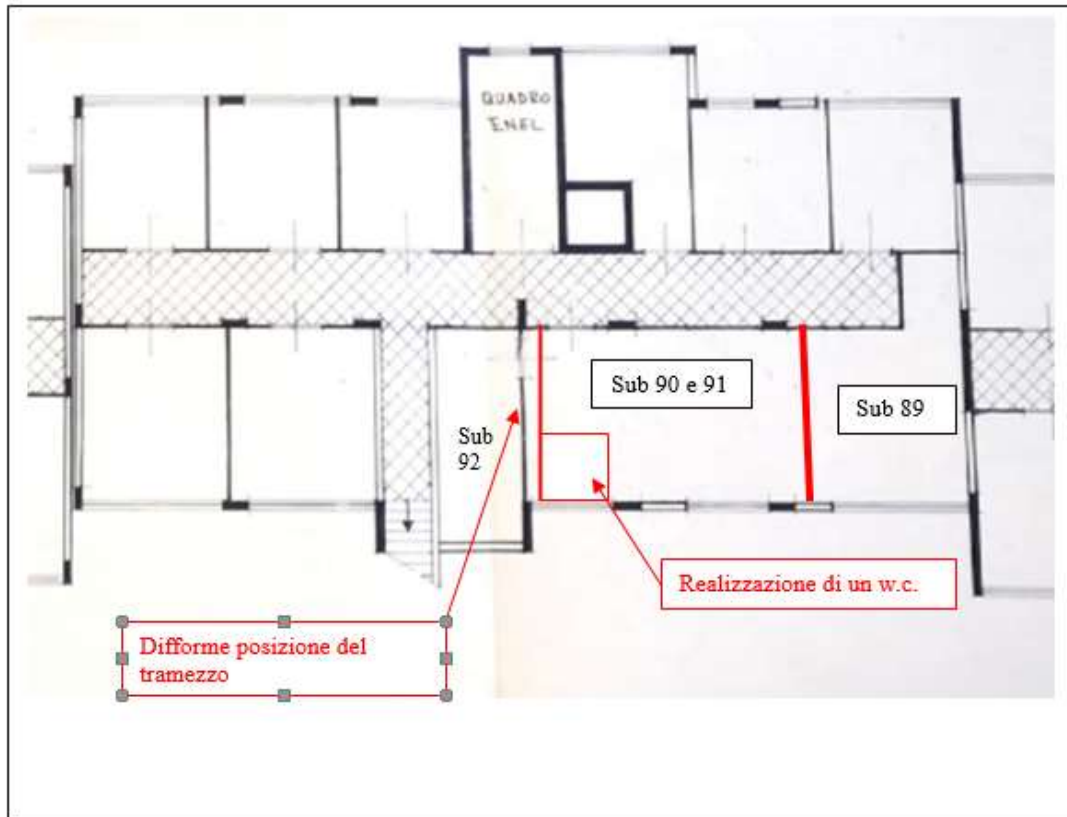 QUADRO
ENEL
Sub 90 e 91
Sub 89
Sub
92
Realizzazione di un w.c.
Difforme posizione del
tramezzo